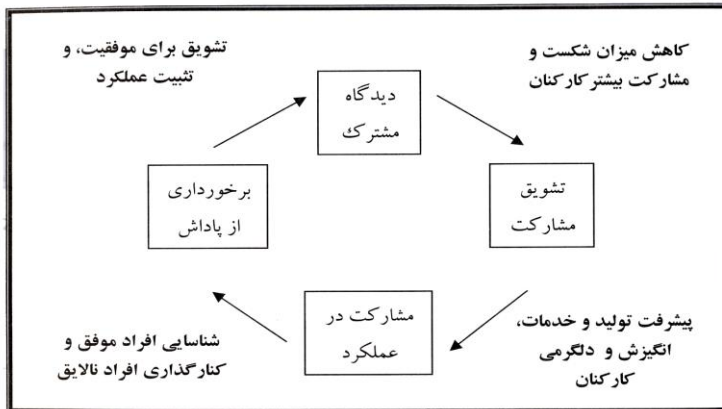 تشویق برای موفقیت، و
تثبیت عملکرد
کاهش میزان شکست و
مشارکت بیشتر کارکنان
دیدگاه
مشترك
تشویق
مشارکت
برخورداری
از پاداش
مشارکت در
عملکرد
پیشرفت تولید و خدمات،
انگیزش و دلگرمی
کارکنان
شناسایی افراد موفق و
کنارگذاری افراد نالایق